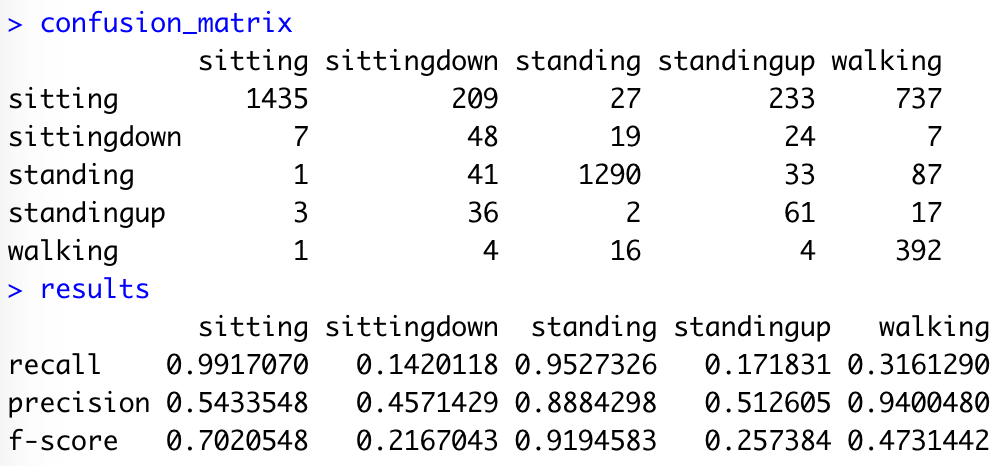 > confusion_matrix
            sitting sittingdown standing standingup walking
sitting        1435         209       27        233     737
sittingdown       7          48       19         24       7
standing          1          41     1290         33      87
standingup        3          36        2         61      17
walking           1           4       16          4     392
> results
            sitting sittingdown  standing standingup   walking
recall    0.9917070   0.1420118 0.9527326   0.171831 0.3161290
precision 0.5433548   0.4571429 0.8884298   0.512605 0.9400480
f-score   0.7020548   0.2167043 0.9194583   0.257384 0.4731442